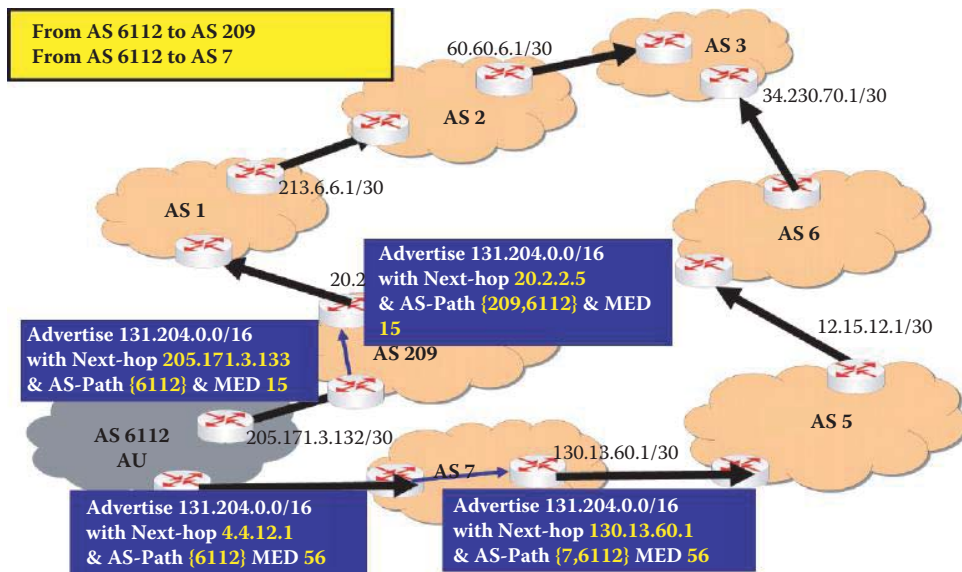 From AS 6112 to AS 209
From AS 6112 to AS 7
60.60.6.1/30
AS 3
34.230.70.1/30
AS 2
213.6.6.1/30
AS 1
AS 6
Advertise 131.204.0.0/16
with Next-hop 20.2.2.5
& AS-Path {209,6112} & MED
15
20.2
12.15.12.1/30
Advertise 131.204.0.0/16
with Next-hop 205.171.3.133
& AS-Path {6112} & MED 15
AS 209
AS 6112
AU
205.171.3.132/30
AS 5
AS 7
130.13.60.1/30
Advertise 131.204.0.0/16
with Next-hop 4.4.12.1
& AS-Path {6112} MED 56
Advertise 131.204.0.0/16
with Next-hop 130.13.60.1
& AS-Path {7,6112} MED 56